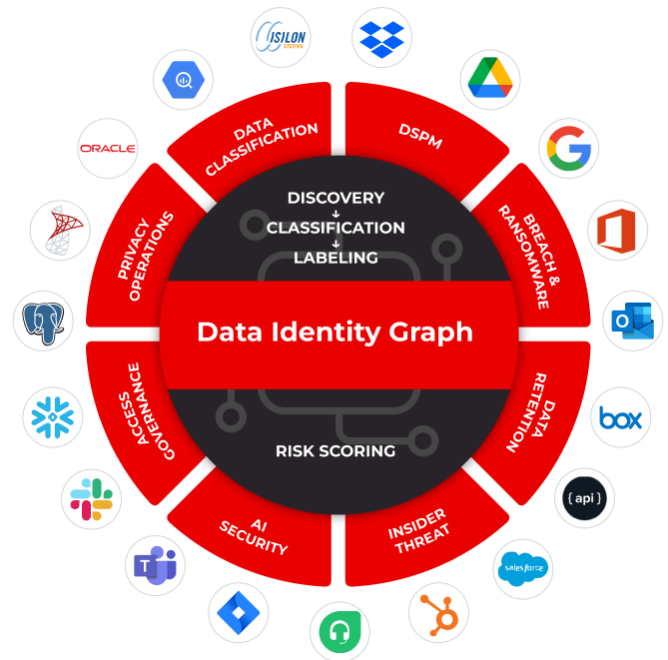 ISILON
SYSTEMS
ORACLE
DATA
CLASSIFICATION
DSPM
BREACH &
RANSOMWARE
DATA
RETENTION
INSIDER
THREAT
AI
SECURITY
ACCESS
GOVERNANCE
PRIVACY
OPERATIONS
DISCOVERY
CLASSIFICATION
LABELING
Data Identity Graph
RISK SCORING
O
box
{ api }
salesforce
T